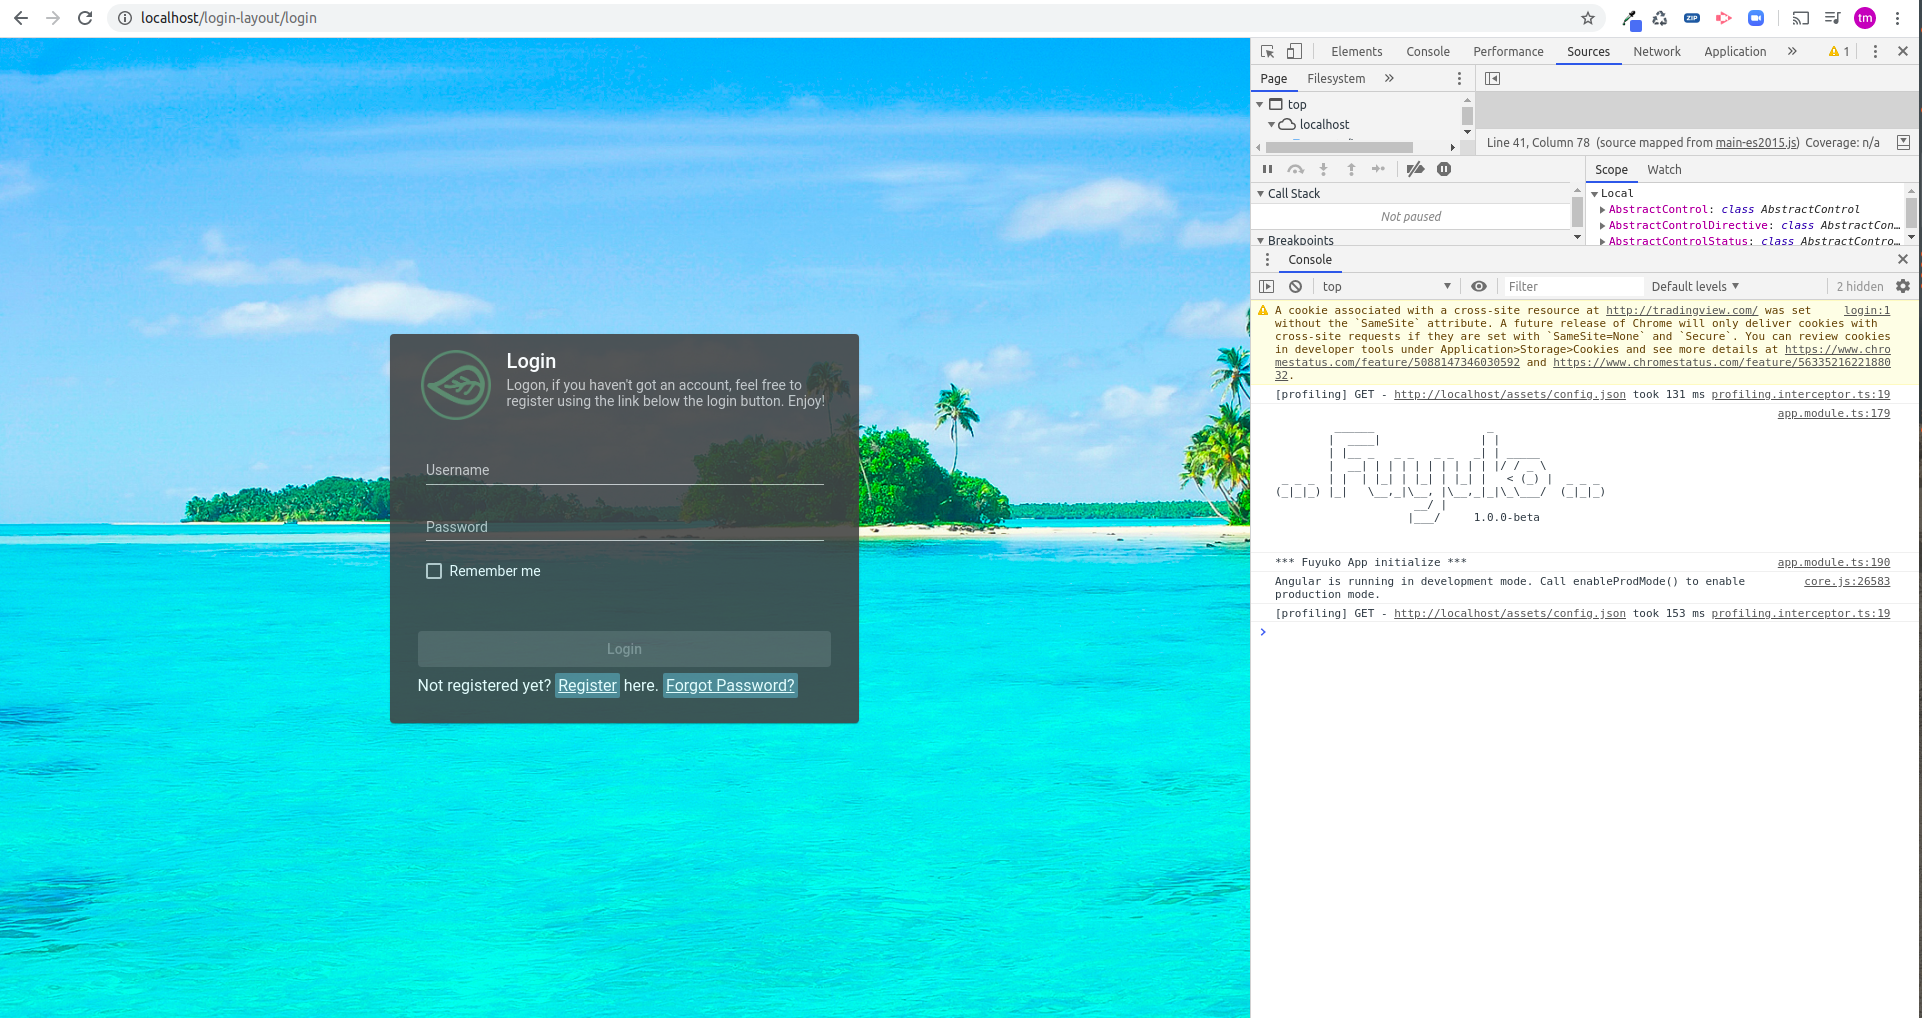 localhost/login-layout/login
ZIP
tm
Login
Logon, if you haven't got an account, feel free to
register using the link below the login button. Enjoy!
Username
Password
Remember me
Login
Not registered yet? Register here. Forgot Password?
Elements Console Performance Sources Network Application » 1
Page Filesystem »
top
localhost
Line 41, Column 78 (source mapped from main-es2015.js) Coverage: n/a
Scope Watch
Call Stack
Not paused
Breakpoints
Local
AbstractControl: class AbstractControl
AbstractControlDirective: class AbstractCon…
AbstractControlStatus: class AbstractContro…
Console
top Filter Default levels 2 hidden
A cookie associated with a cross-site resource at http://tradingview.com/ was set login:1
without the `SameSite` attribute. A future release of Chrome will only deliver cookies with
cross-site requests if they are set with `SameSite=None` and `Secure`. You can review cookies
in developer tools under Application>Storage>Cookies and see more details at https://www.chro
mestatus.com/feature/5088147346030592 and https://www.chromestatus.com/feature/56335216221880
32.
[profiling] GET - http://localhost/assets/config.json took 131 ms profiling.interceptor.ts:19
app.module.ts:179
1.0.0-beta
*** Fuyuko App initialize *** app.module.ts:190
Angular is running in development mode. Call enableProdMode() to enable core.js:26583
production mode.
[profiling] GET - http://localhost/assets/config.json took 153 ms profiling.interceptor.ts:19